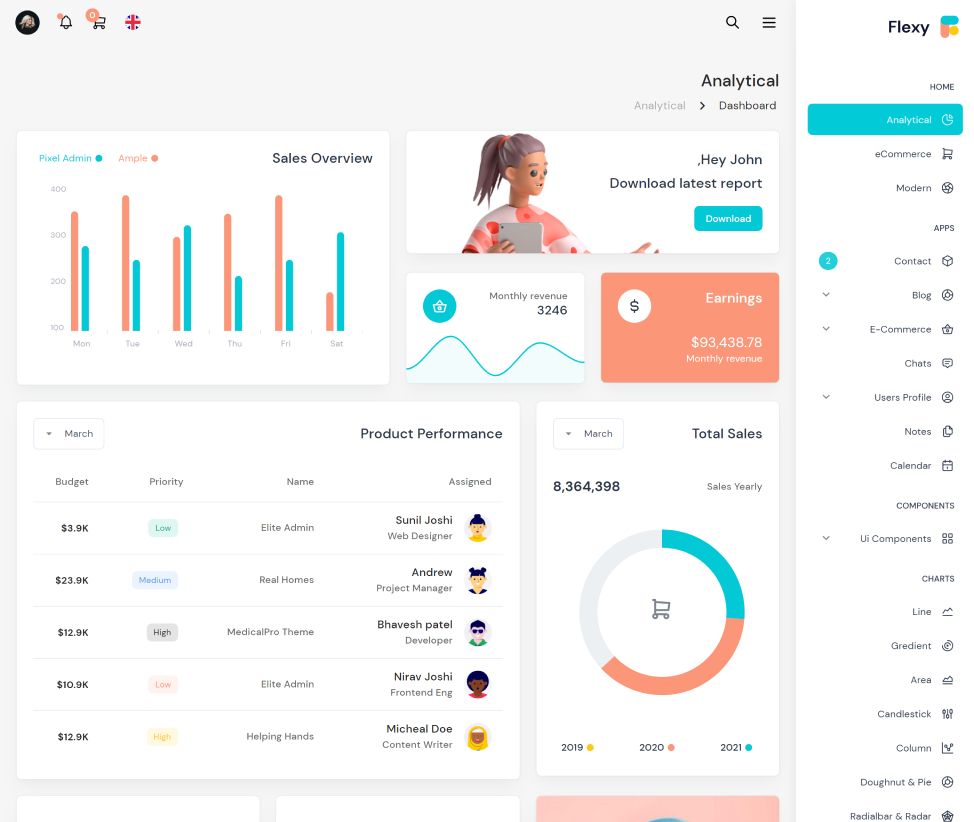 0
Flexy
HOME
Analytical
eCommerce
Modern
APPS
Contact
2
Blog
E-Commerce
Chats
Users Profile
Notes
Calendar
COMPONENTS
Ui Components
CHARTS
Line
Gredient
Area
Candlestick
Column
Doughnut & Pie
Radialbar & Radar
Analytical
Analytical > Dashboard
Sales Overview
Pixel Admin
Ample
400
300
200
100
Mon Tue Wed Thu Fri Sat
,Hey John
Download latest report
Download
Monthly revenue
3246
$
Earnings
$93,438.78
Monthly revenue
Product Performance
March
Budget Priority Name Assigned
$3.9K Low Elite Admin Sunil Joshi
Web Designer
$23.9K Medium Real Homes Andrew
Project Manager
$12.9K High MedicalPro Theme Bhavesh patel
Developer
$10.9K Low Elite Admin Nirav Joshi
Frontend Eng
$12.9K High Helping Hands Micheal Doe
Content Writer
Total Sales
March
8,364,398 Sales Yearly
2019 2020 2021